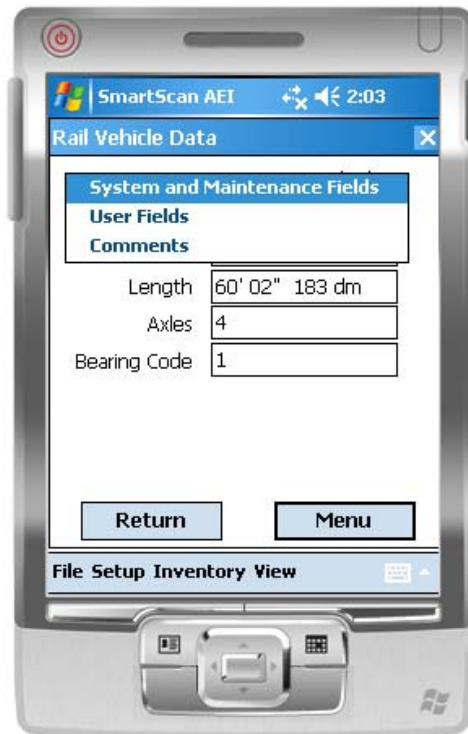 SmartScan AEI 2:03
Rail Vehicle Data
System and Maintenance Fields
User Fields
Comments
Length 60' 02" 183 dm
Axles 4
Bearing Code 1
Return Menu
File Setup Inventory View